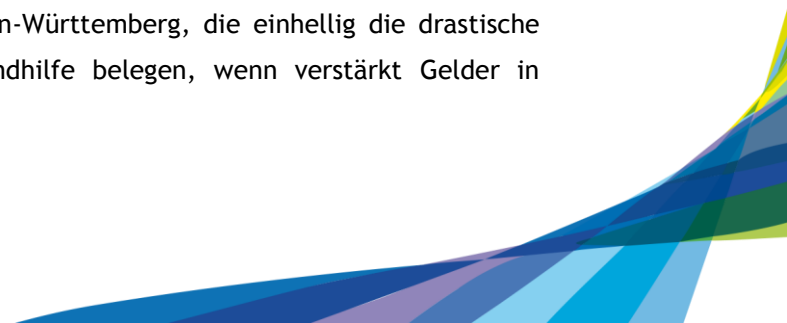 n-Württemberg, die einhellig die drastische
ndhilfe belegen, wenn verstärkt Gelder in